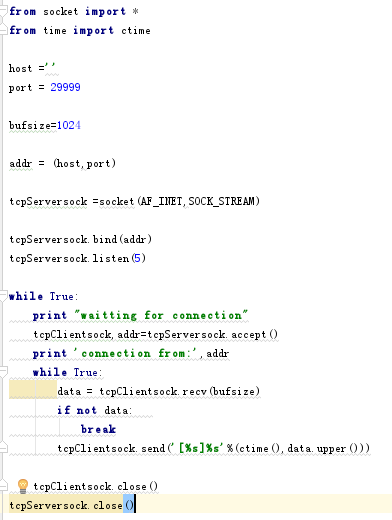 from socket import *
from time import ctime
host =''
port = 29999
bufsize=1024
addr = (host,port)
tcpServersock =socket(AF_INET,SOCK_STREAM)
tcpServersock.bind(addr)
tcpServersock.listen(5)
while True:
    print "waitting for connection"
    tcpClientsock,addr=tcpServersock.accept()
    print 'connection from:',addr
    while True:
        data = tcpClientsock.recv(bufsize)
        if not data:
            break
        tcpClientsock.send('[%s]%s'%(ctime(),data.upper()))
    tcpClientsock.close()
tcpServersock.close()